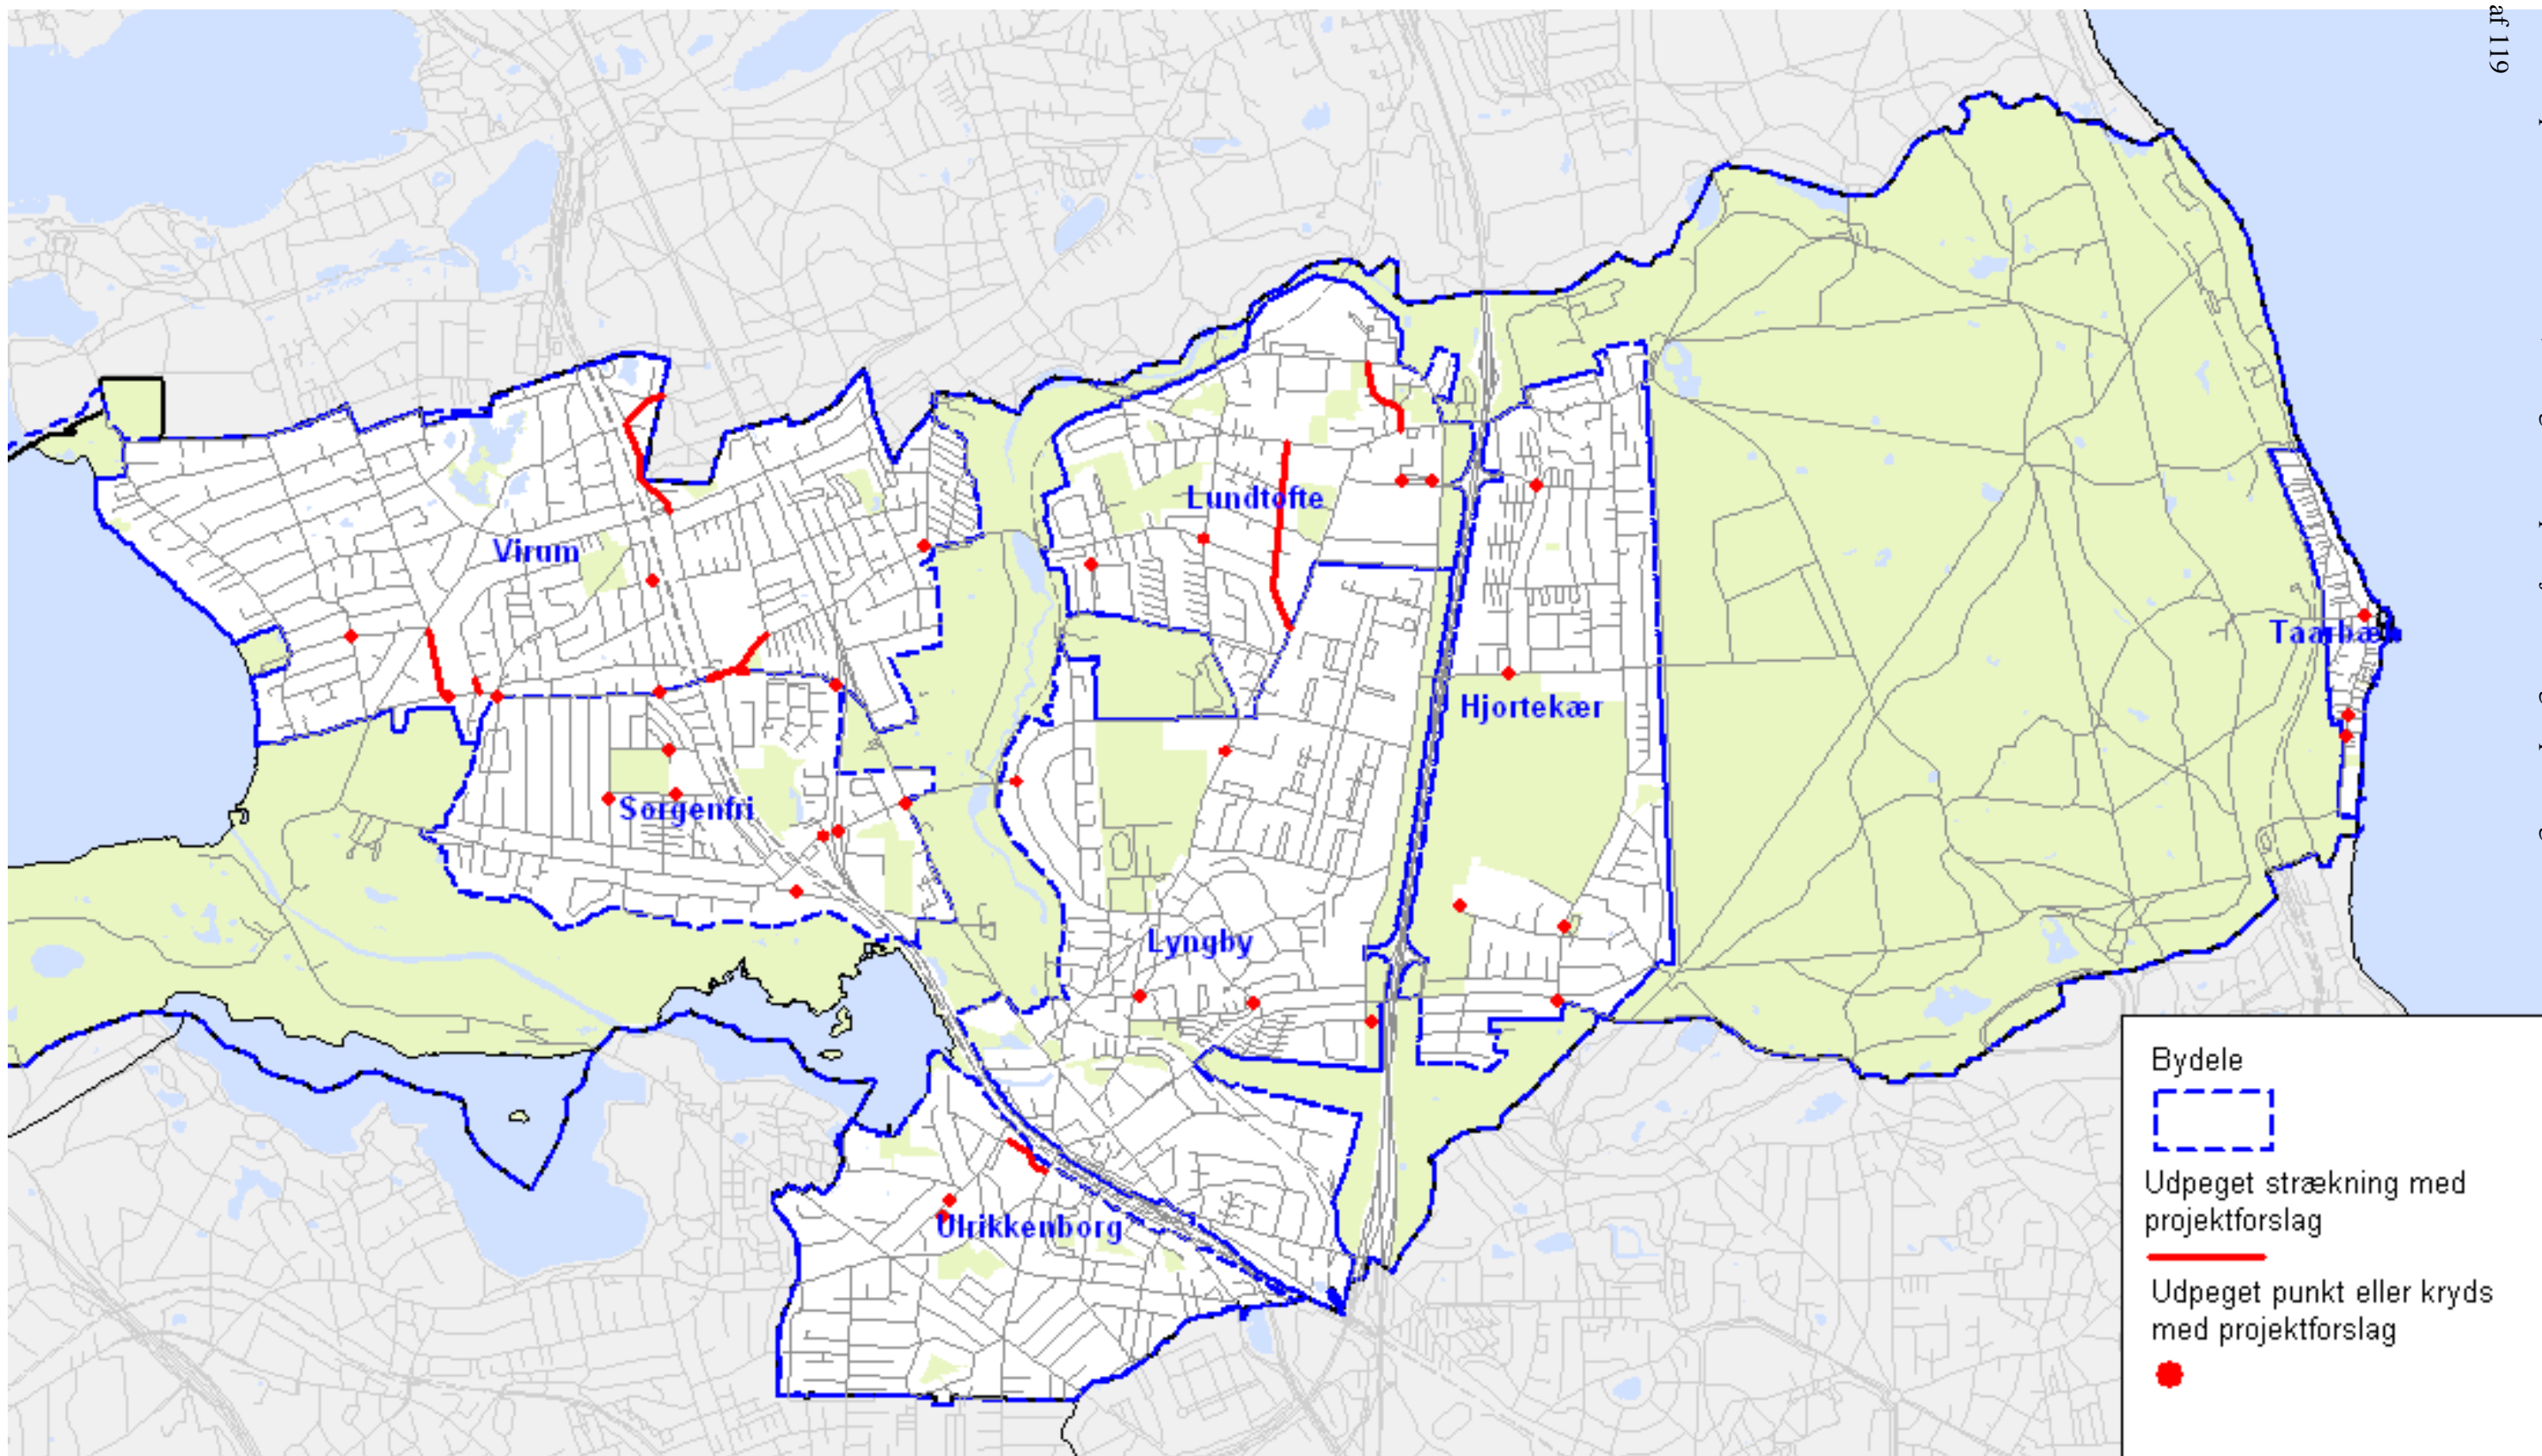 af 119
Virum
Lundtofte
Taarbæk
Hjortekær
Sorgenfri
Lyngby
Ulrikkenborg
Bydele
Udpeget strækning med
projektforslag
Udpeget punkt eller kryds
med projektforslag